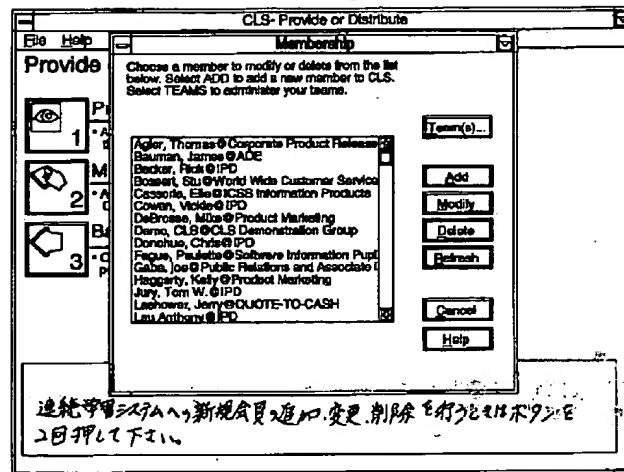 CLS- Provide or Distribute
File Help
Provide
Membership
Choose a member to modify or delete from the list
below. Select ADD to add a new member to CLS.
Select TEAMS to administer your teams.
1
2
3
Agler, Thomas@Corporate Product Release
Bauman, James@ADE
Becker, Rick@IPD
Bossert, Stu@World Wide Customer Service
Cassorla, Elle@ICSS Information Products
Cowen, Vickie@IPD
DeBrosse, Mike@Product Marketing
Demo, CLS@CLS Demonstration Group
Donohue, Chris@IPD
Fague, Paulette@Software Information Pupl
Gaba, Joe@Public Relations and Associate
Haggarty, Kelly@Product Marketing
Jury, Tom W.@IPD
Lashower, Jerry@QUOTE-TO-CASH
Lau Anthony@IPD
Team(s)...
Add
Modify
Delete
Refresh
Cancel
Help
連続学習システムへの新規会員の追加、変更、削除を行うときはボタンを
2回押して下さい。